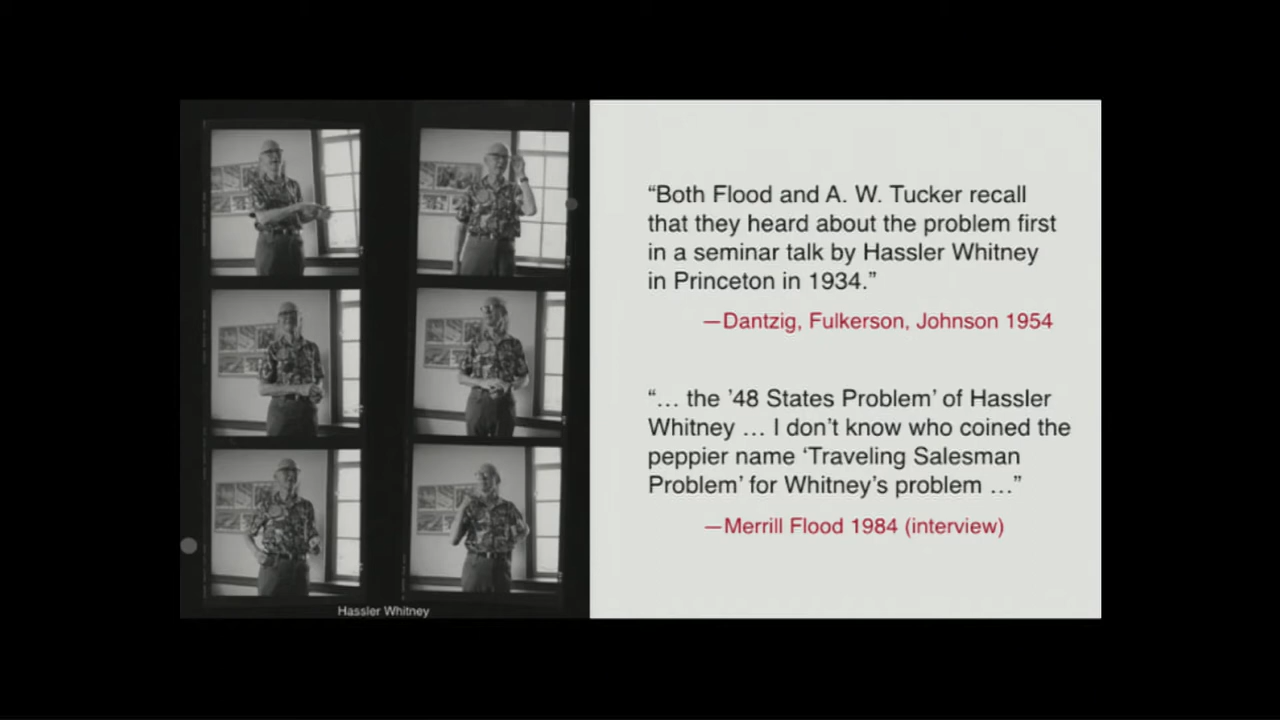 “Both Flood and A. W. Tucker recall
that they heard about the problem first
in a seminar talk by Hassler Whitney
in Princeton in 1934.”
—Dantzig, Fulkerson, Johnson 1954
“… the ’48 States Problem’ of Hassler
Whitney … I don’t know who coined the
peppier name ‘Traveling Salesman
Problem’ for Whitney’s problem …”
—Merrill Flood 1984 (interview)
Hassler Whitney